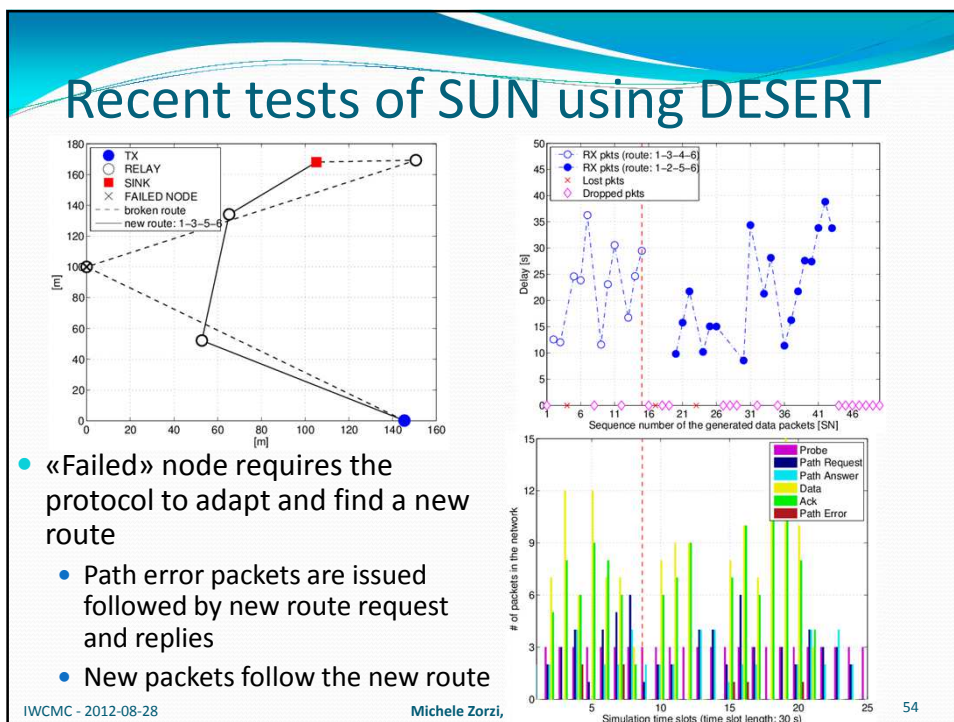 Recent tests of SUN using DESERT
180
160
140
120
100
80
60
40
20
0
[m]
TX
RELAY
SINK
FAILED NODE
broken route
new route: 1−3−5−6
0 20 40 60 80 100 120 140 160
[m]
50
45
40
35
30
25
20
15
10
5
0
Delay [s]
RX pkts (route: 1−3−4−6)
RX pkts (route: 1−2−5−6)
Lost pkts
Dropped pkts
1 6 11 16 21 26 31 36 41 46
Sequence number of the generated data packets [SN]
15
12
9
6
3
0
# of packets in the network
Probe
Path Request
Path Answer
Data
Ack
Path Error
5 10 15 20 25
Simulation time slots (time slot length: 30 s)
«Failed» node requires the
protocol to adapt and find a new
route
Path error packets are issued
followed by new route request
and replies
New packets follow the new route
IWCMC - 2012-08-28
Michele Zorzi,
54